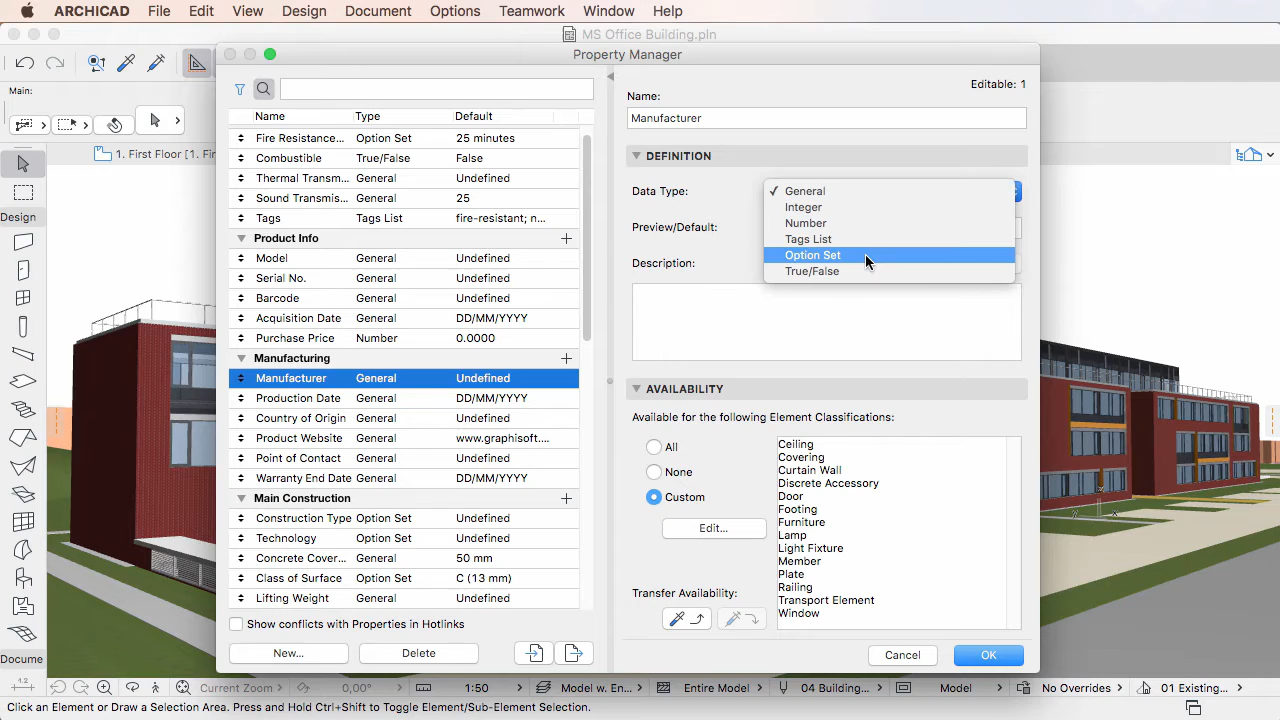 ARCHICAD File Edit View Design Document Options Teamwork Window Help
MS Office Building.pln
Property Manager
Main:
1. First Floor [1. Fir
Design
Docume
Name Type Default
Fire Resistance... Option Set 25 minutes
Combustible True/False False
Thermal Transm... General Undefined
Sound Transmis... General 25
Tags Tags List fire-resistant; n...
Product Info
Model General Undefined
Serial No. General Undefined
Barcode General Undefined
Acquisition Date General DD/MM/YYYY
Purchase Price Number 0.0000
Manufacturing
Manufacturer General Undefined
Production Date General DD/MM/YYYY
Country of Origin General Undefined
Product Website General www.graphisoft....
Point of Contact General Undefined
Warranty End Date General DD/MM/YYYY
Main Construction
Construction Type Option Set Undefined
Technology Option Set Undefined
Concrete Cover... General 50 mm
Class of Surface Option Set C (13 mm)
Lifting Weight General Undefined
Show conflicts with Properties in Hotlinks
New... Delete
Editable: 1
Name:
Manufacturer
DEFINITION
Data Type:
General
Integer
Number
Tags List
Option Set
True/False
Preview/Default:
Description:
AVAILABILITY
Available for the following Element Classifications:
All
None
Custom
Edit...
Ceiling
Covering
Curtain Wall
Discrete Accessory
Door
Footing
Furniture
Lamp
Light Fixture
Member
Plate
Railing
Transport Element
Window
Transfer Availability:
Cancel OK
1:2 Current Zoom 0,00° 1:50 Model w. En... Entire Model 04 Building... Model No Overrides 01 Existing...
Click an Element or Draw a Selection Area. Press and Hold Ctrl+Shift to Toggle Element/Sub-Element Selection.